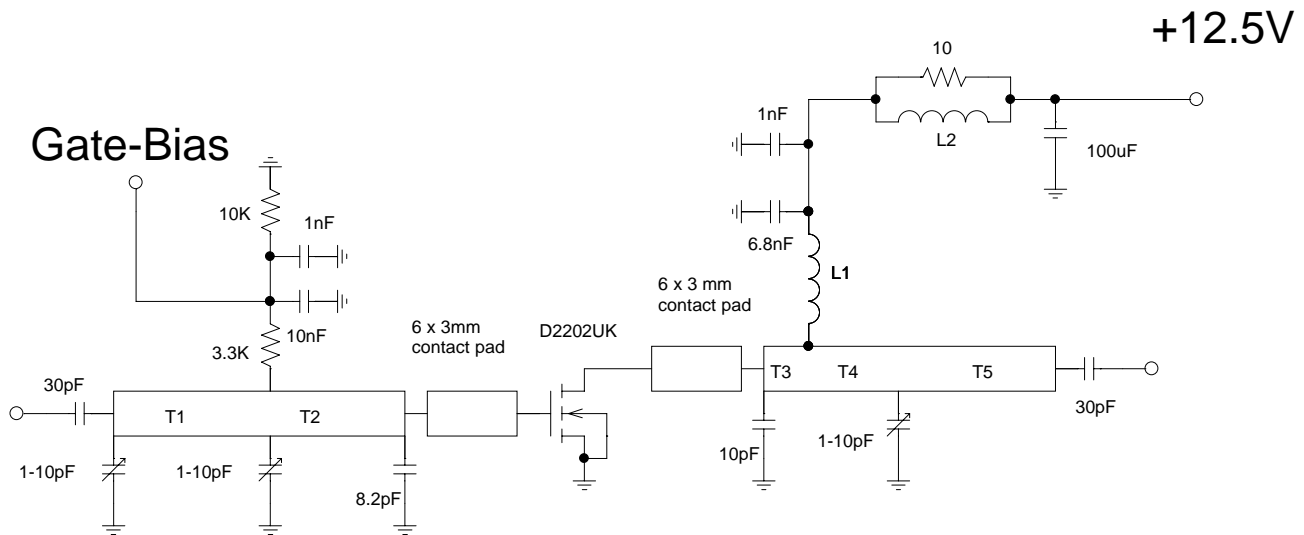 +12.5V
10
L2
100uF
1nF
6.8nF
L1
Gate-Bias
10K
1nF
10nF
3.3K
6 x 3mm
contact pad
D2202UK
6 x 3 mm
contact pad
30pF
T1
T2
T3
T4
T5
30pF
1-10pF
1-10pF
8.2pF
10pF
1-10pF